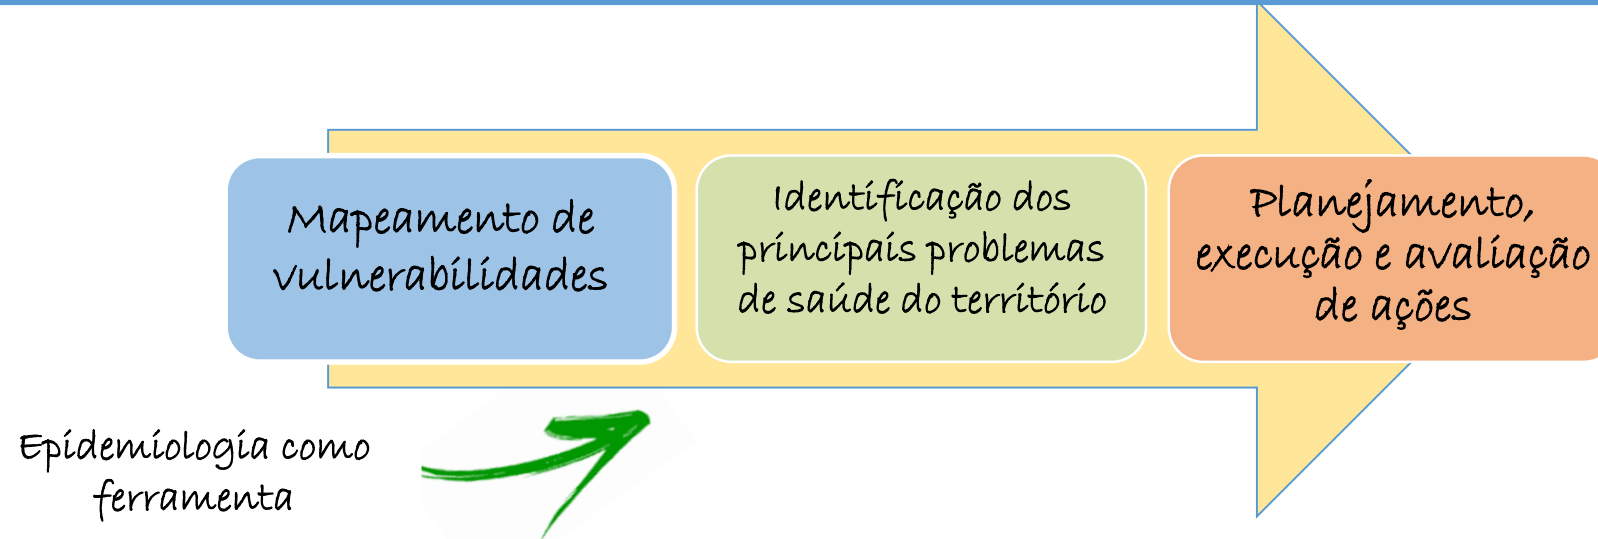 Mapeamento de
vulnerabilidades
Identificação dos
principais problemas
de saúde do território
Planejamento,
execução e avaliação
de ações
Epidemiologia como
ferramenta